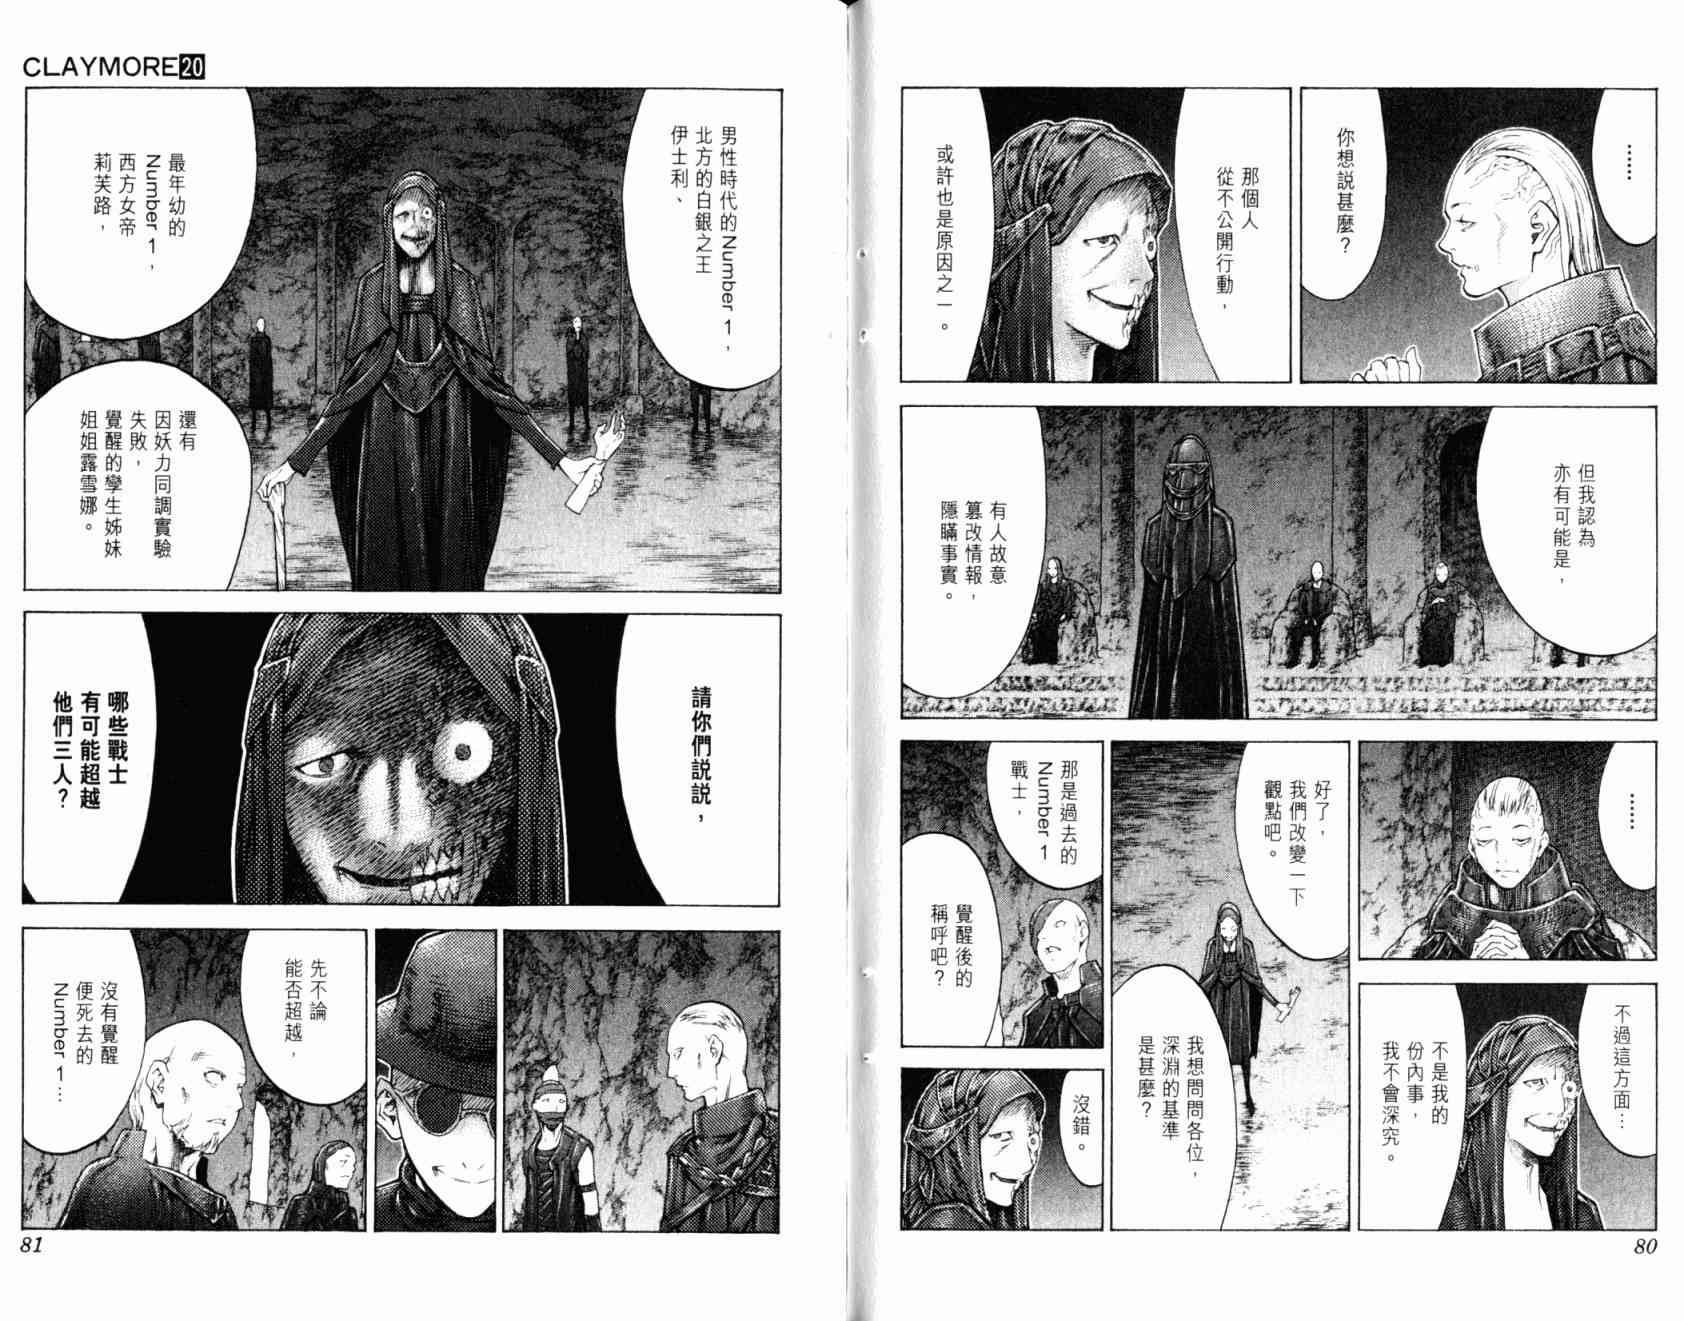 ……
你想説甚麼？
那個人
從不公開行動，
或許也是原因之一。
但我認為
亦有可能是，
有人故意
篡改情報，
隱瞞事實。
……
不過這方面…
不是我的
份內事，
我不會深究。
好了，
我們改變一下
觀點吧。
我想問問各位，
深淵的基準
是甚麼？
那是過去的
Number 1
戰士，
覺醒後的
稱呼吧？
沒錯。
80
CLAYMORE 20
男性時代的Number 1，
北方的白銀之王
伊士利、
最年幼的
Number 1，
西方女帝
莉芙路，
還有
因妖力同調實驗
失敗，
覺醒的孿生姊妹
姐姐露雪娜。
請你們説説，
哪些戰士
有可能超越
他們三人？
先不論
能否超越，
沒有覺醒
便死去的
Number 1…
81